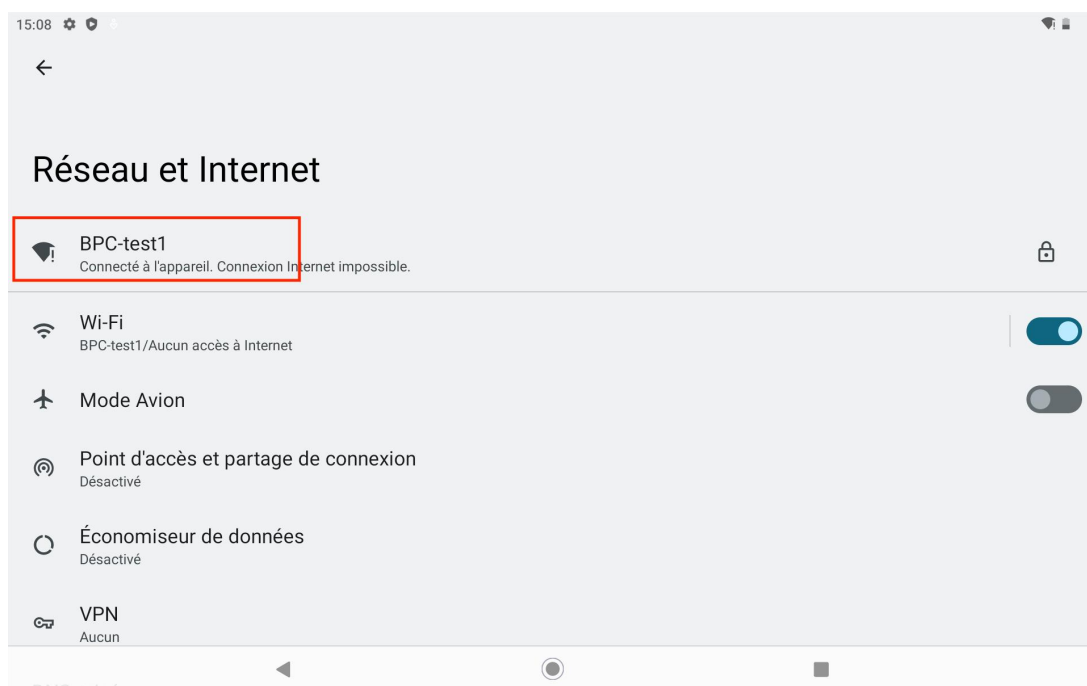 15:08
Réseau et Internet
BPC-test1
Connecté à l'appareil. Connexion Internet impossible.
Wi-Fi
BPC-test1/Aucun accès à Internet
Mode Avion
Point d'accès et partage de connexion
Désactivé
Économiseur de données
Désactivé
VPN
Aucun